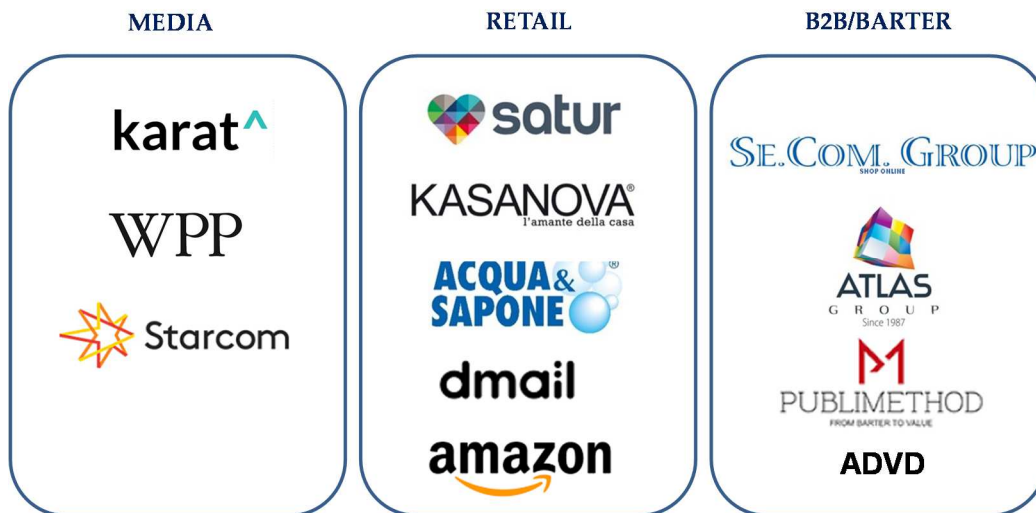 MEDIA
RETAIL
B2B/BARTER
karat^
WPP
Starcom
satur
KASANOVA®
l'amante della casa
ACQUA& ®
SAPONE
dmail
amazon
SE.COM. GROUP
SHOP ONLINE
ATLAS
GROUP
Since 1987
PUBLIMETHOD
FROM BARTER TO VALUE
ADVD